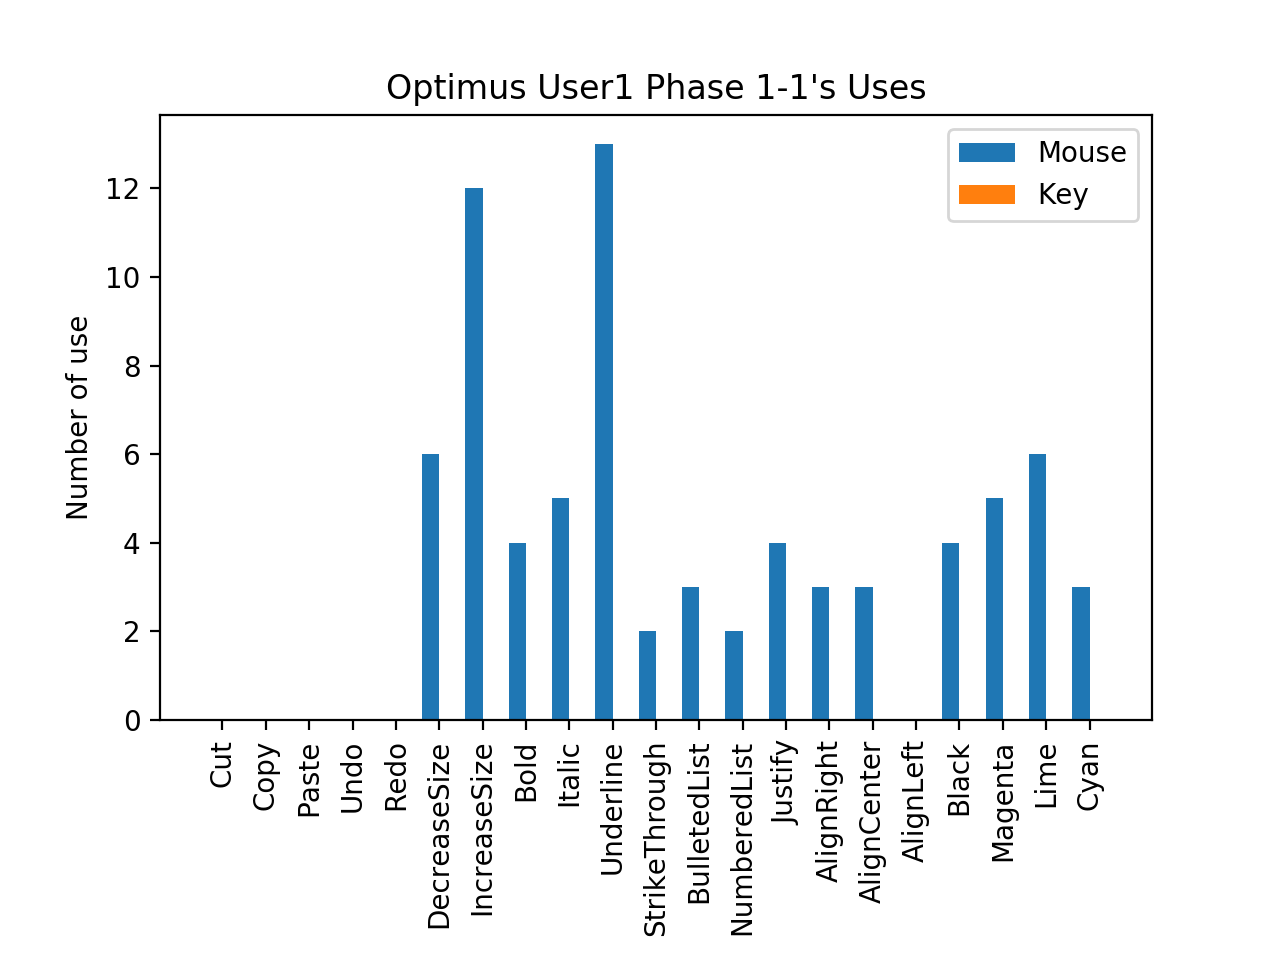 Optimus User1 Phase 1-1's Uses
Mouse
Key
Number of use
12
10
8
6
4
2
0
Cut
Copy
Paste
Undo
Redo
DecreaseSize
IncreaseSize
Bold
Italic
Underline
StrikeThrough
BulletedList
NumberedList
Justify
AlignRight
AlignCenter
AlignLeft
Black
Magenta
Lime
Cyan